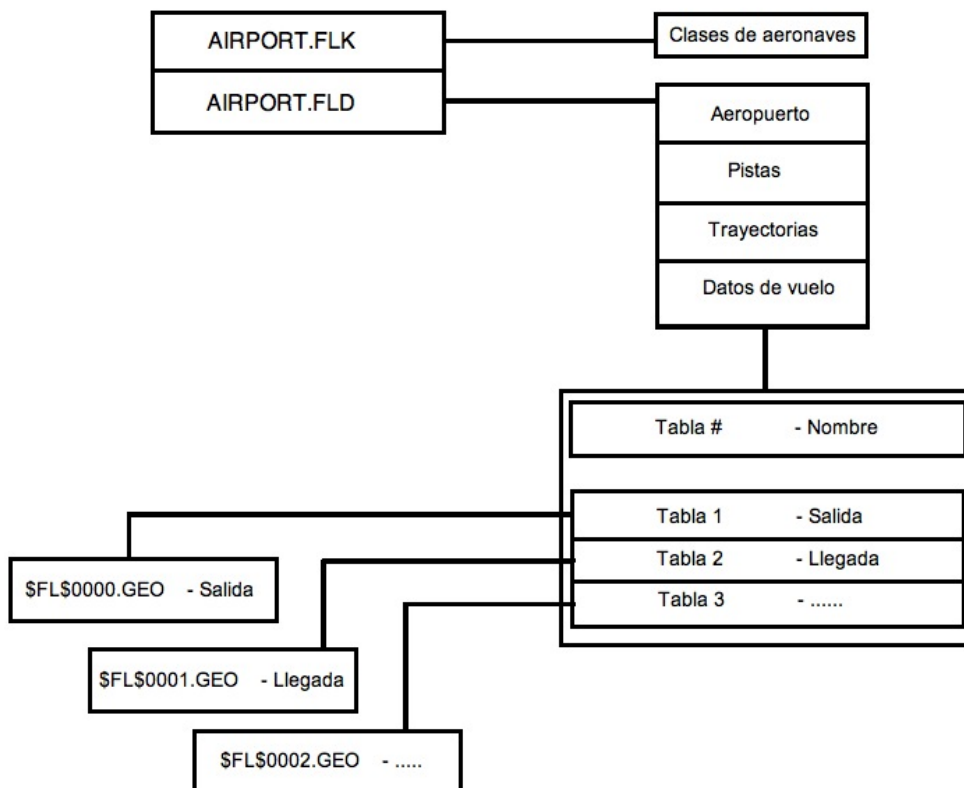 AIRPORT.FLK
Clases de aeronaves
AIRPORT.FLD
Aeropuerto
Pistas
Trayectorias
Datos de vuelo
Tabla # - Nombre
Tabla 1 - Salida
Tabla 2 - Llegada
Tabla 3 - ......
$FL$0000.GEO - Salida
$FL$0001.GEO - Llegada
$FL$0002.GEO - .....